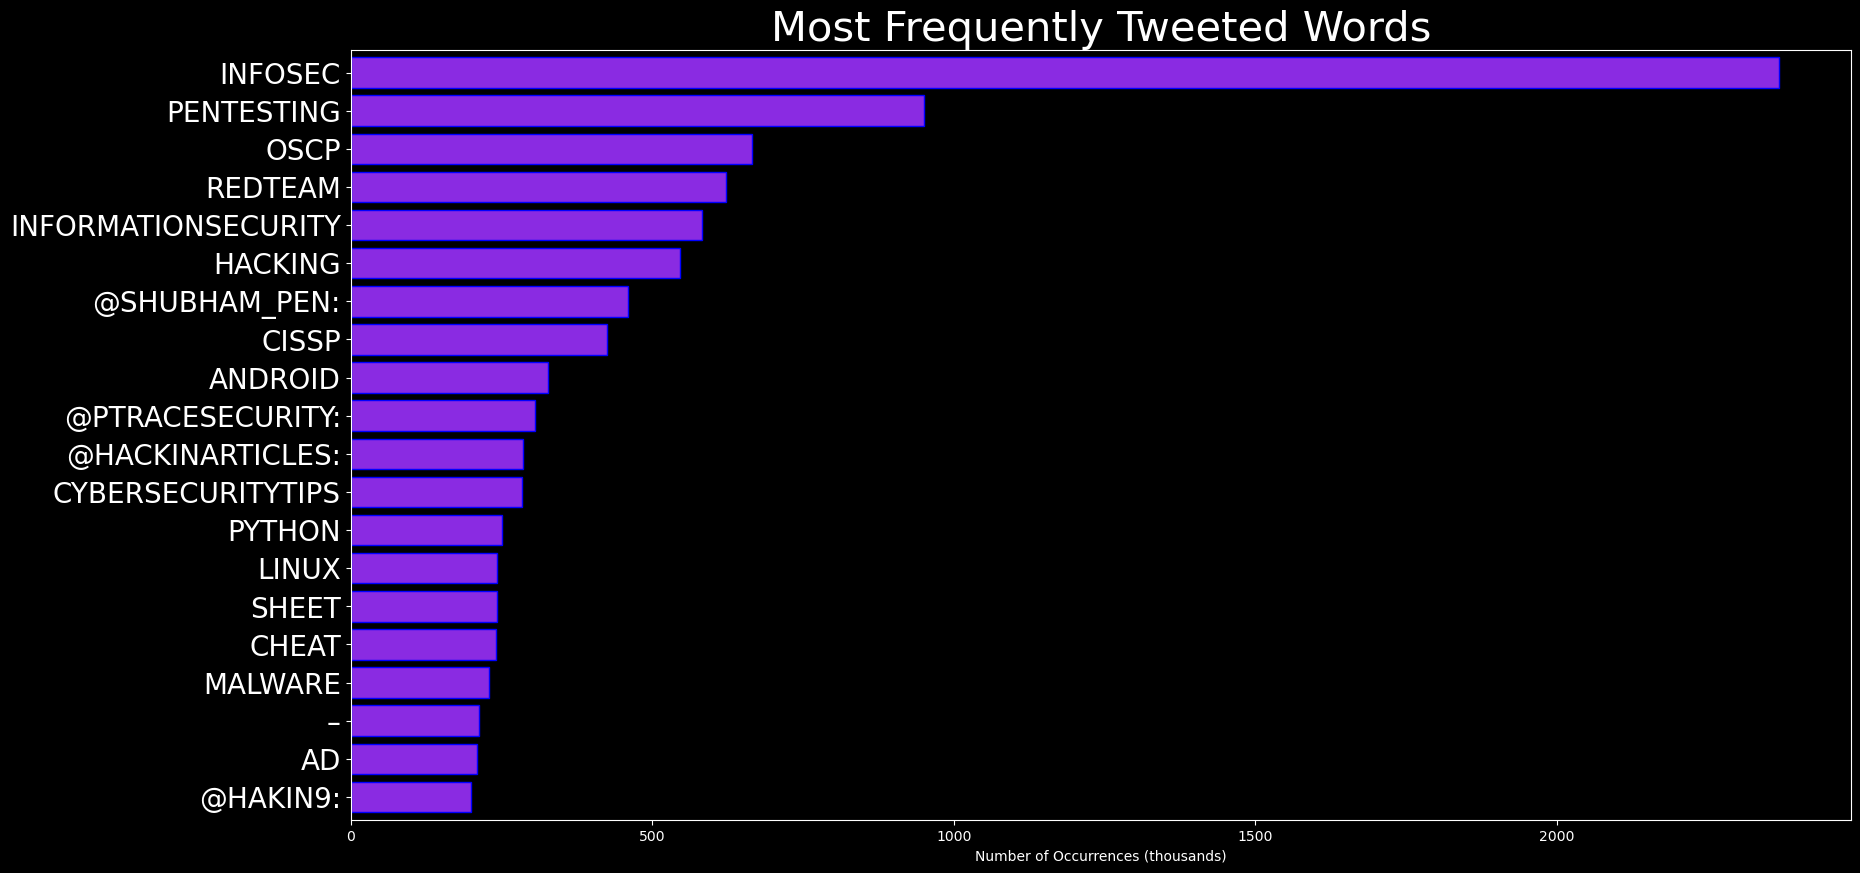 Most Frequently Tweeted Words
INFOSEC
PENTESTING
OSCP
REDTEAM
INFORMATIONSECURITY
HACKING
@SHUBHAM_PEN:
CISSP
ANDROID
@PTRACESECURITY:
@HACKINARTICLES:
CYBERSECURITYTIPS
PYTHON
LINUX
SHEET
CHEAT
MALWARE
–
AD
@HAKIN9:
0 500 1000 1500 2000
Number of Occurrences (thousands)